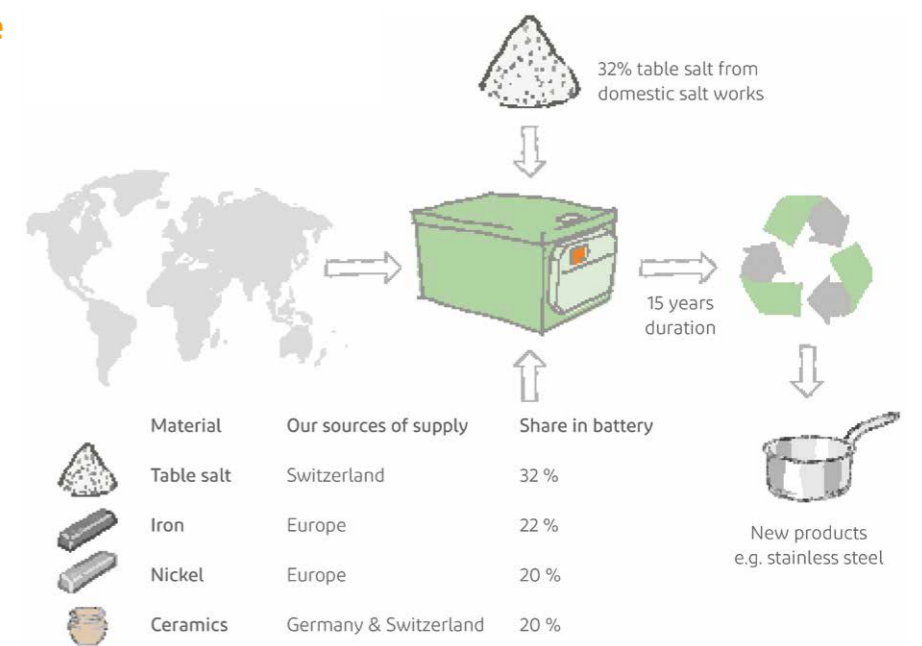 e
32% table salt from
domestic salt works
15 years
duration
Material Our sources of supply Share in battery
Table salt Switzerland 32 %
Iron Europe 22 %
Nickel Europe 20 %
Ceramics Germany & Switzerland 20 %
New products
e.g. stainless steel